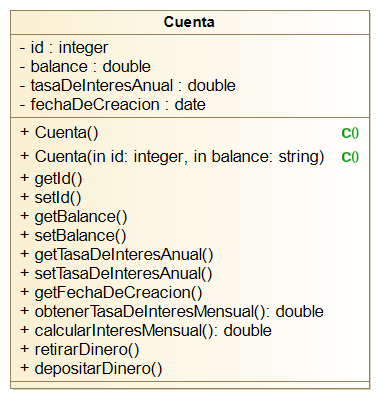 Cuenta
- id : integer
- balance : double
- tasaDeInteresAnual : double
- fechaDeCreacion : date
+ Cuenta() C()
+ Cuenta(in id: integer, in balance: string) C()
+ getId()
+ setId()
+ getBalance()
+ setBalance()
+ getTasaDeInteresAnual()
+ setTasaDeInteresAnual()
+ getFechaDeCreacion()
+ obtenerTasaDeInteresMensual(): double
+ calcularInteresMensual(): double
+ retirarDinero()
+ depositarDinero()